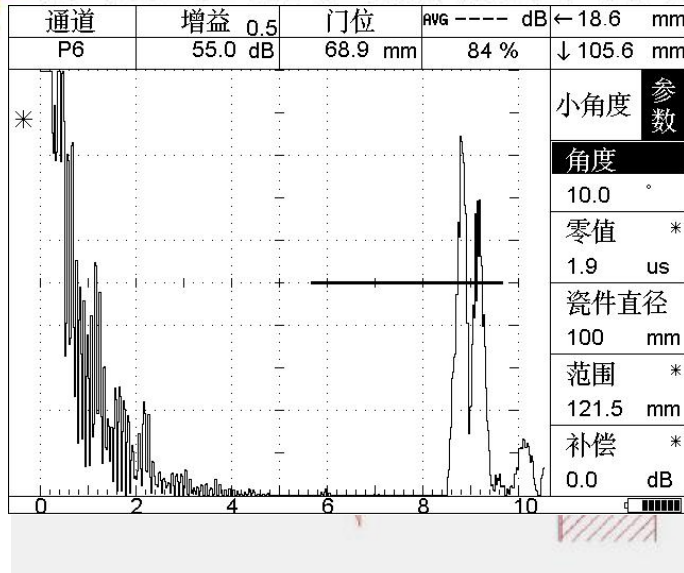 通道 增益 0.5 门位 AVG ---- dB ←18.6 mm
P6 55.0 dB 68.9 mm 84 % ↓105.6 mm
小角度 参数
角度
10.0 °
零值 *
1.9 us
瓷件直径
100 mm
范围 *
121.5 mm
补偿 *
0.0 dB
0 2 4 6 8 10